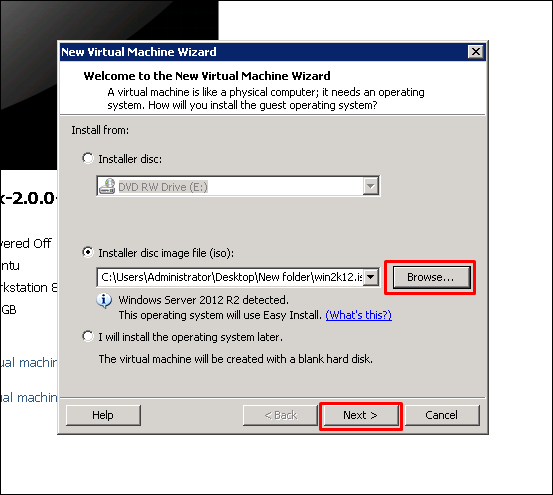 New Virtual Machine Wizard
Welcome to the New Virtual Machine Wizard
A virtual machine is like a physical computer; it needs an operating
system. How will you install the guest operating system?
Install from:
Installer disc:
DVD RW Drive (E:)
x-2.0.0-
vered Off
Installer disc image file (iso):
ntu
C:\Users\Administrator\Desktop\New folder\win2k12.is
Browse...
rkstation 8
Windows Server 2012 R2 detected.
GB
This operating system will use Easy Install. (What's this?)
I will install the operating system later.
The virtual machine will be created with a blank hard disk.
ual machin
ual machin
Help
< Back
Next >
Cancel